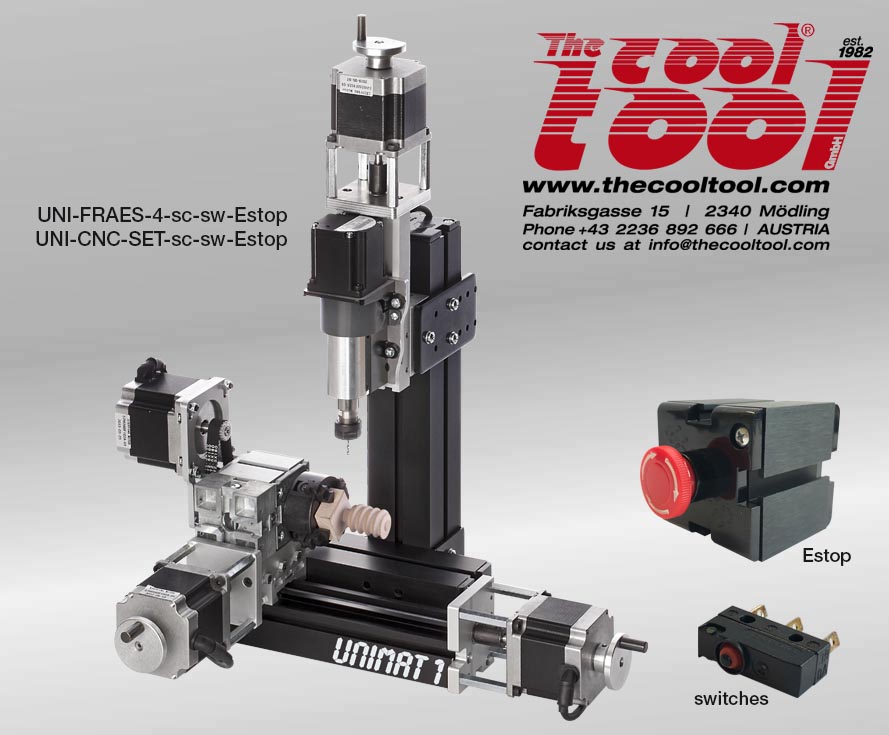 The cool tool® GmbH
est. 1982
www.thecooltool.com
Fabriksgasse 15 | 2340 Mödling
Phone +43 2236 892 666 | AUSTRIA
contact us at info@thecooltool.com
UNI-FRAES-4-sc-sw-Estop
UNI-CNC-SET-sc-sw-Estop
UNIMAT 1
Estop
switches